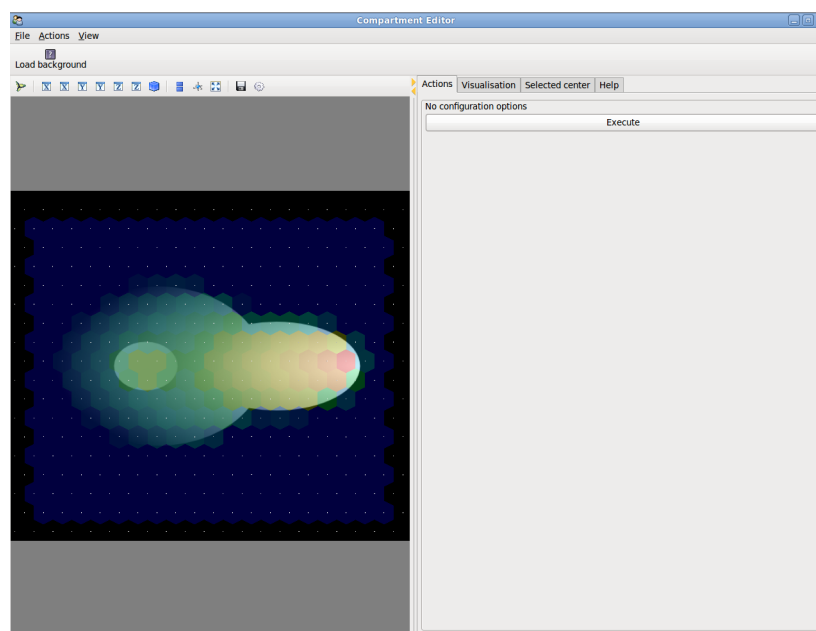 Compartment Editor
File Actions View
?
Load background
X X Y Y Z Z
Actions Visualisation Selected center Help
No configuration options
Execute